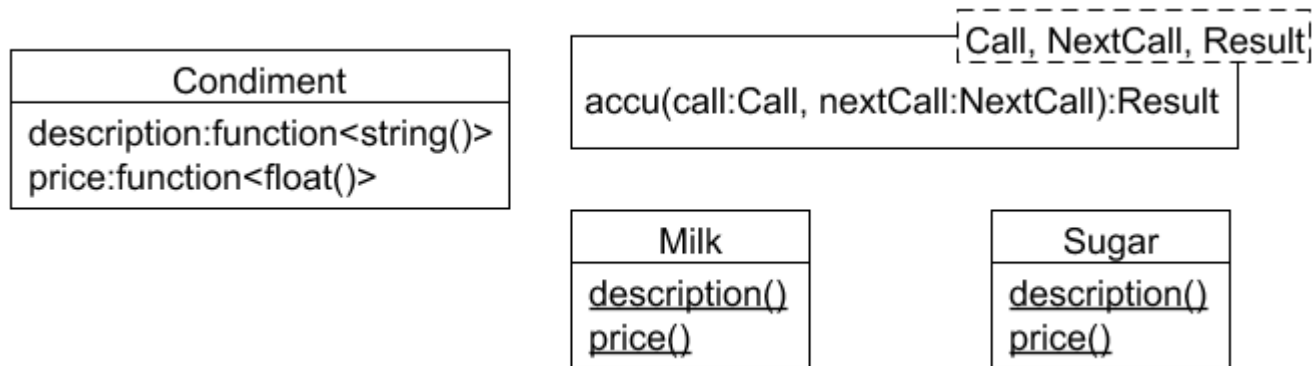 Condiment
description:function<string()>
price:function<float()>
Call, NextCall, Result
accu(call:Call, nextCall:NextCall):Result
Milk
description()
price()
Sugar
description()
price()